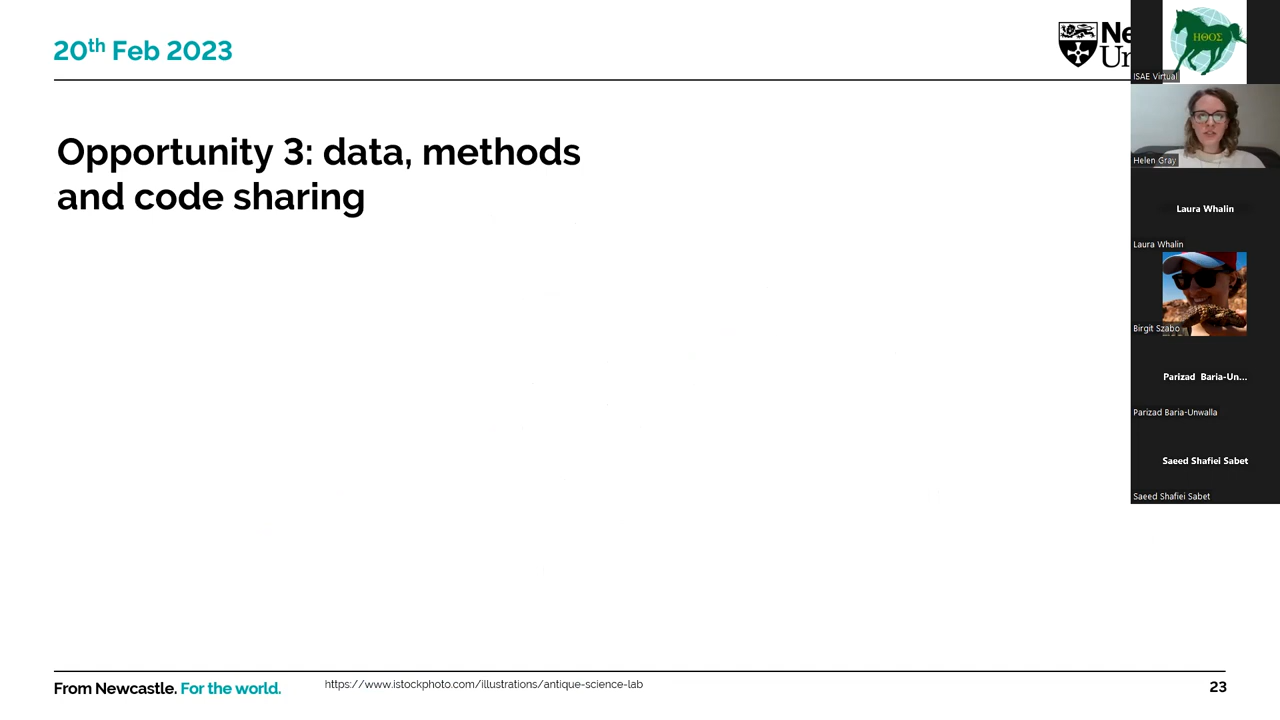 20th Feb 2023
Ne
Un
Opportunity 3: data, methods
and code sharing
ΗΘΟΣ
ISAE Virtual
Helen Gray
Laura Whalin
Laura Whalin
Birgit Szabo
Parizad Baria-Un...
Parizad Baria-Unwalla
Saeed Shafiei Sabet
Saeed Shafiei Sabet
From Newcastle. For the world.
https://www.istockphoto.com/illustrations/antique-science-lab
23